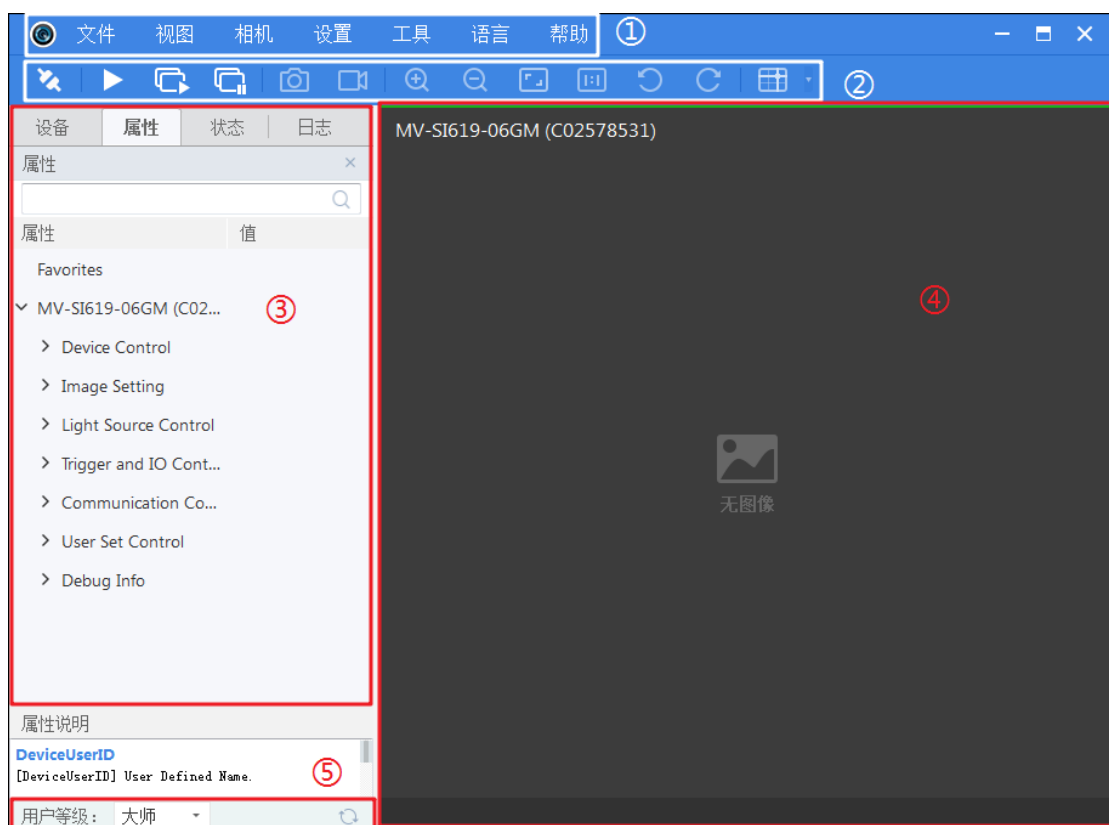 文件 视图 相机 设置 工具 语言 帮助 ①
②
设备 属性 状态 日志
属性
属性 值
Favorites
MV-SI619-06GM (C02...
③
Device Control
Image Setting
Light Source Control
Trigger and IO Cont...
Communication Co...
User Set Control
Debug Info
属性说明
DeviceUserID
[DeviceUserID] User Defined Name.
⑤
用户等级： 大师
MV-SI619-06GM (C02578531)
④
无图像